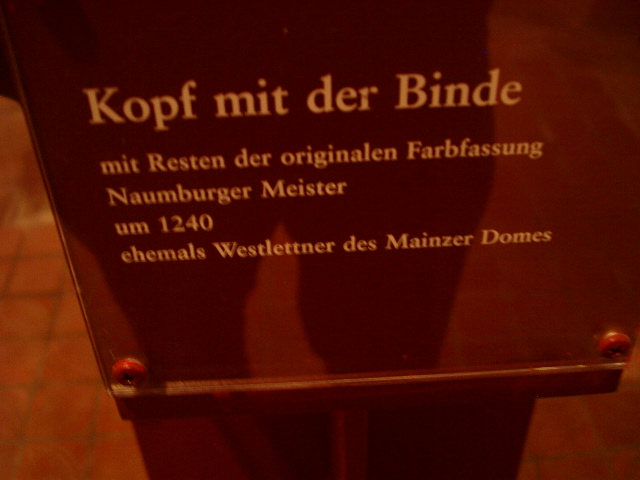 Kopf mit der Binde
mit Resten der originalen Farbfassung
Naumburger Meister
um 1240
ehemals Westlettner des Mainzer Domes